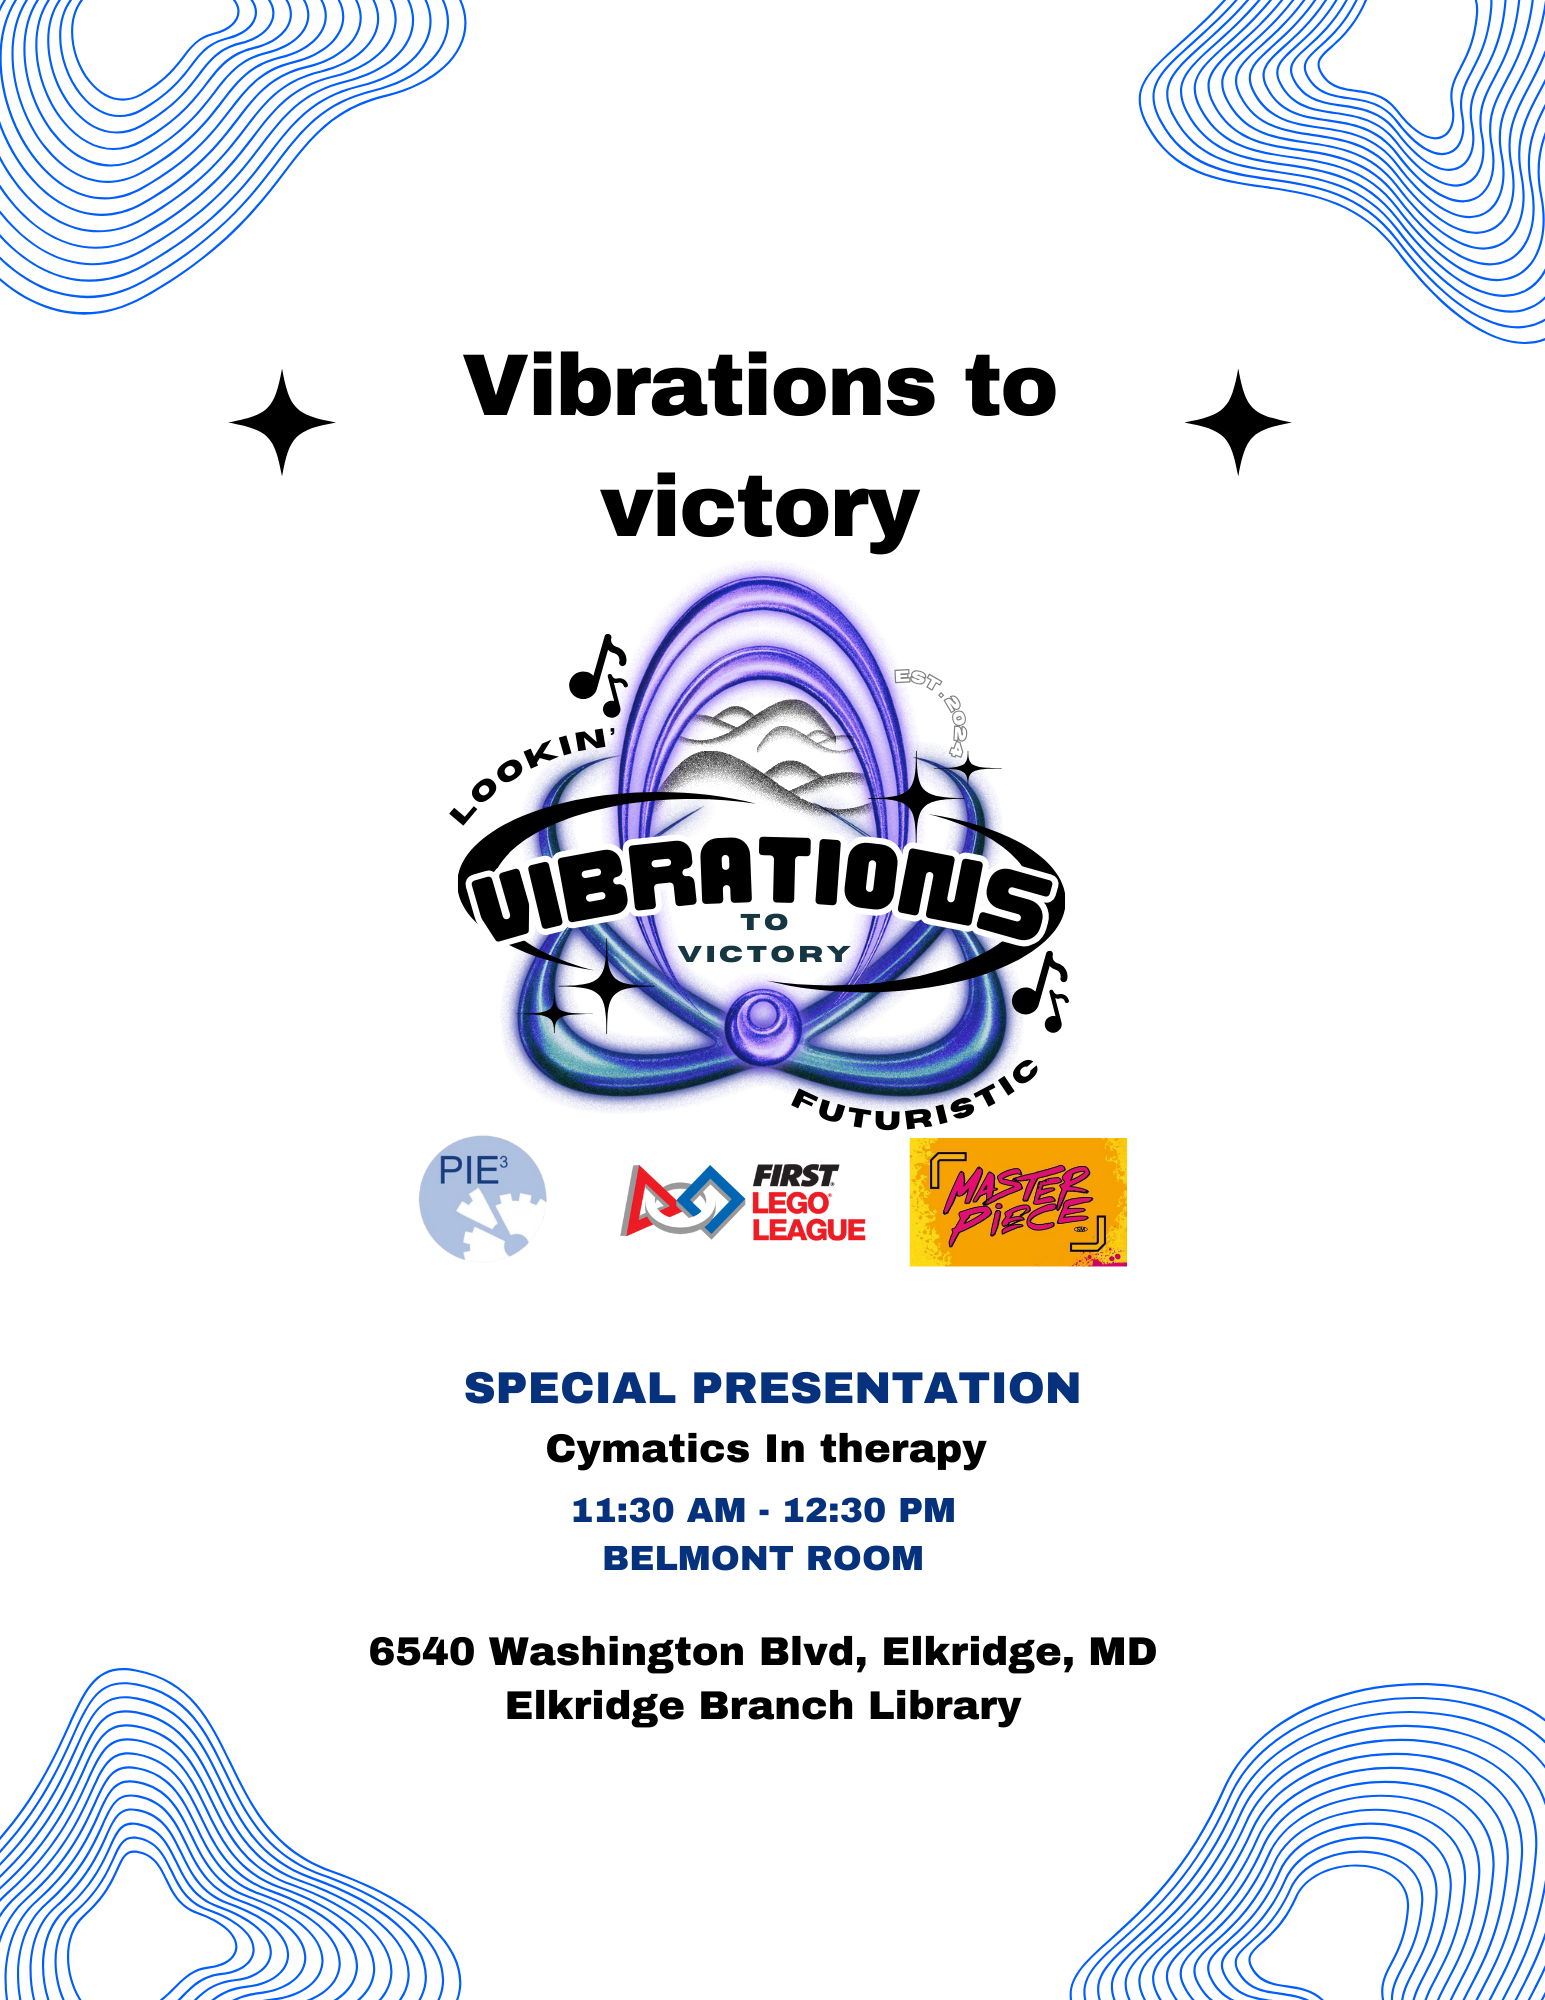 Vibrations to
victory
EST. 2024
LOOKIN'
VIBRATIONS
TO
VICTORY
FUTURISTIC
PIE³
FIRST
LEGO
LEAGUE
MASTER
PIECE
SPECIAL PRESENTATION
Cymatics In therapy
11:30 AM - 12:30 PM
BELMONT ROOM
6540 Washington Blvd, Elkridge, MD
Elkridge Branch Library